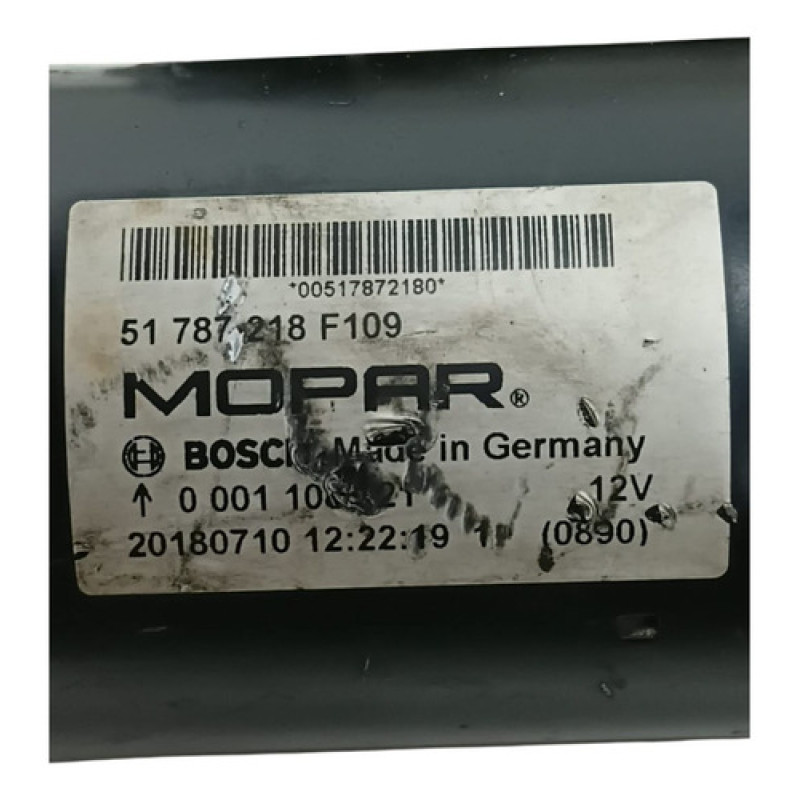 *00517872180*
51 787 218 F109
MOPAR®
BOSCH Made in Germany
↑ 0 001 12V
20180710 12:22:19 (0890)